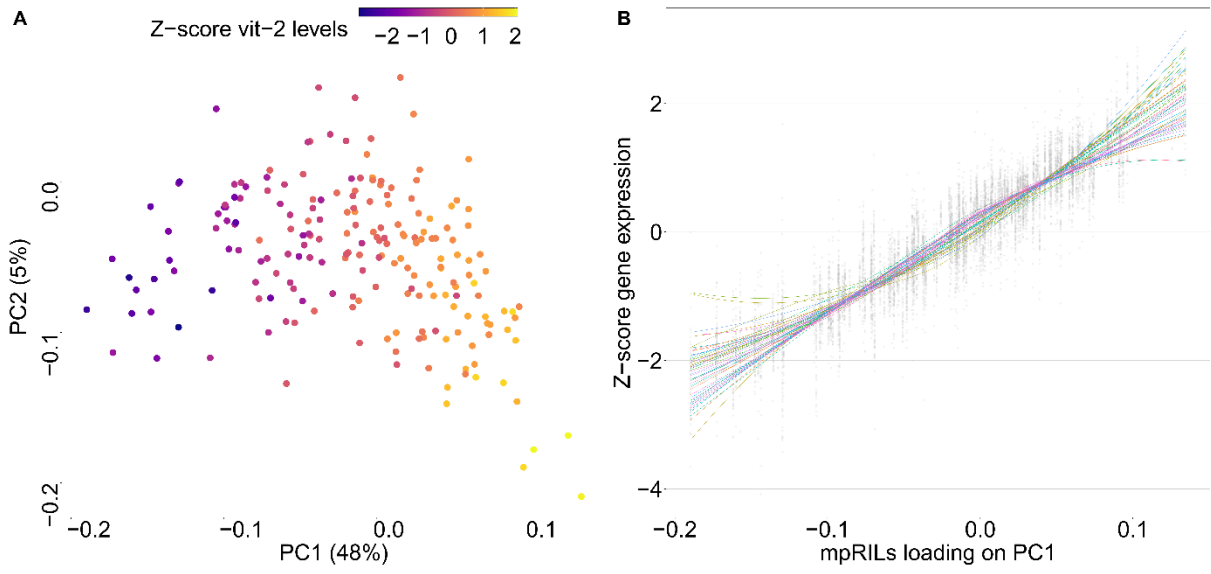 A
Z−score vit−2 levels
−2 −1 0 1 2
PC2 (5%)
0.0
−0.1
−0.2
−0.2 −0.1 0.0 0.1
PC1 (48%)
B
Z−score gene expression
2
0
−2
−4
−0.2 −0.1 0.0 0.1
mpRILs loading on PC1